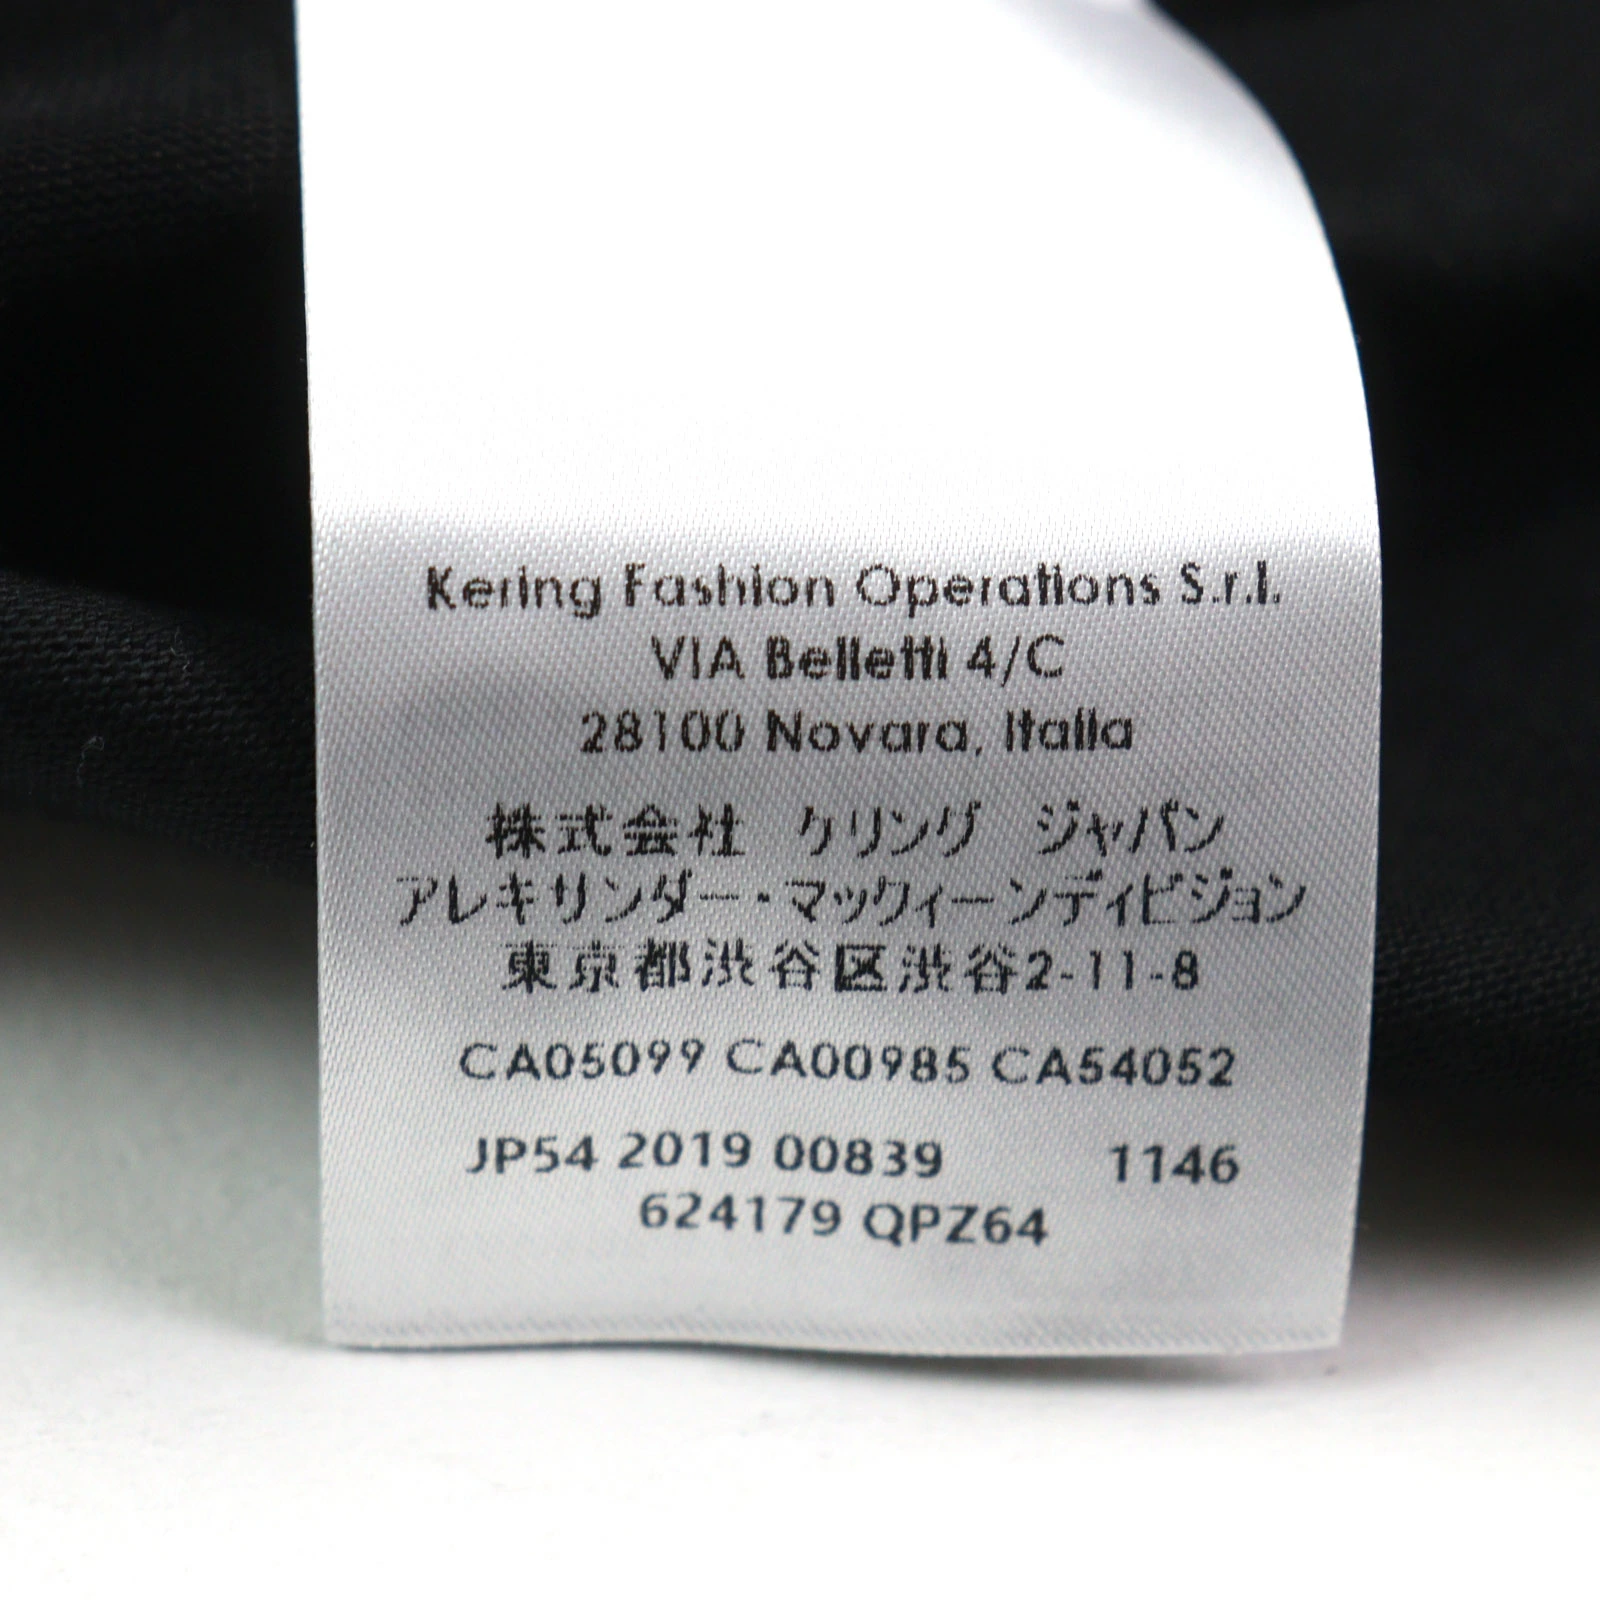 Kering Fashion Operations S.r.l.
VIA Belletti 4/C
28100 Novara, Italia
株式会社 ケリング ジャパン
アレキサンダー・マックィーンディビジョン
東京都渋谷区渋谷2-11-8
CA05099 CA00985 CA54052
JP54 2019 00839 1146
624179 QPZ64